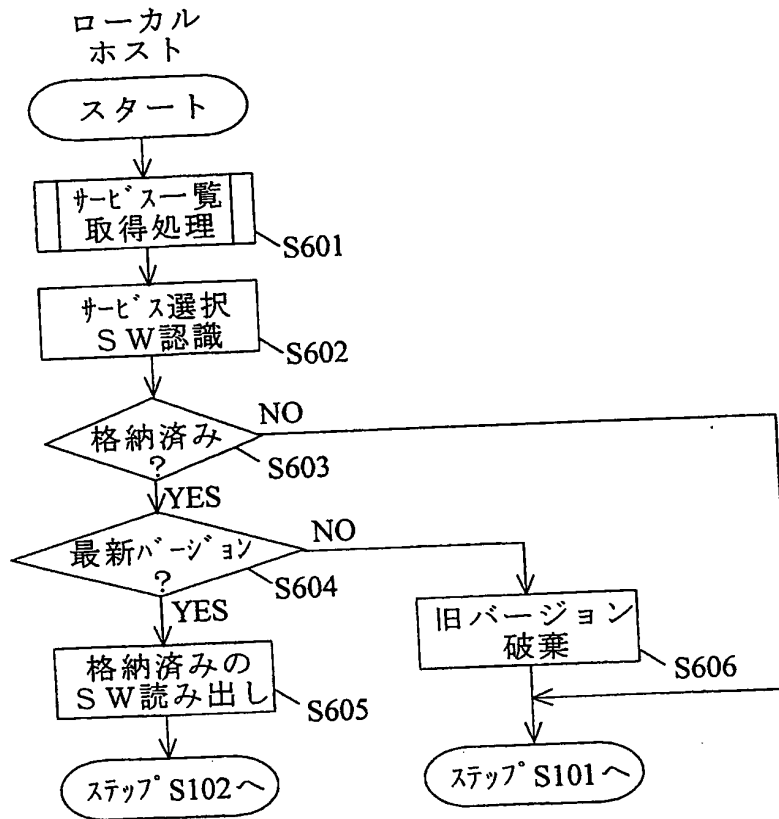 ローカル
ホスト
スタート
サービス一覧
取得処理
S601
サービス選択
SW認識
S602
格納済み
?
NO
S603
YES
最新バージョン
?
NO
S604
YES
旧バージョン
破棄
S606
格納済みの
SW読み出し
S605
ステップS102へ
ステップS101へ